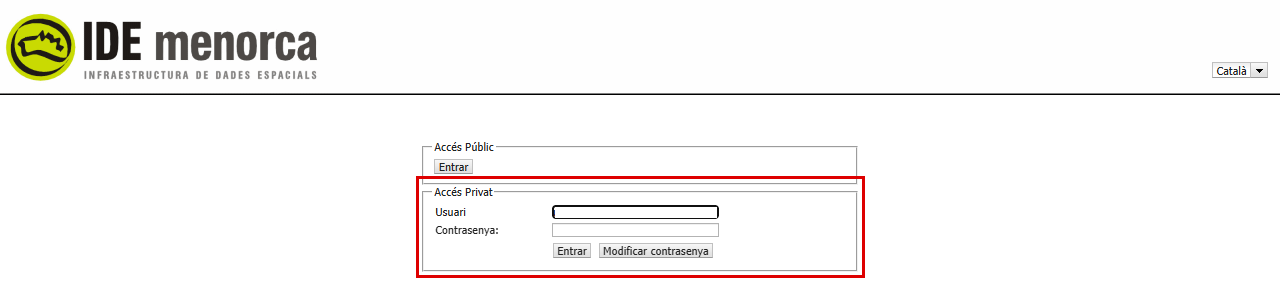 IDE menorca
INFRAESTRUCTURA DE DADES ESPACIALS
Català
Accés Públic
Entrar
Accés Privat
Usuari
Contrasenya:
Entrar Modificar contrasenya